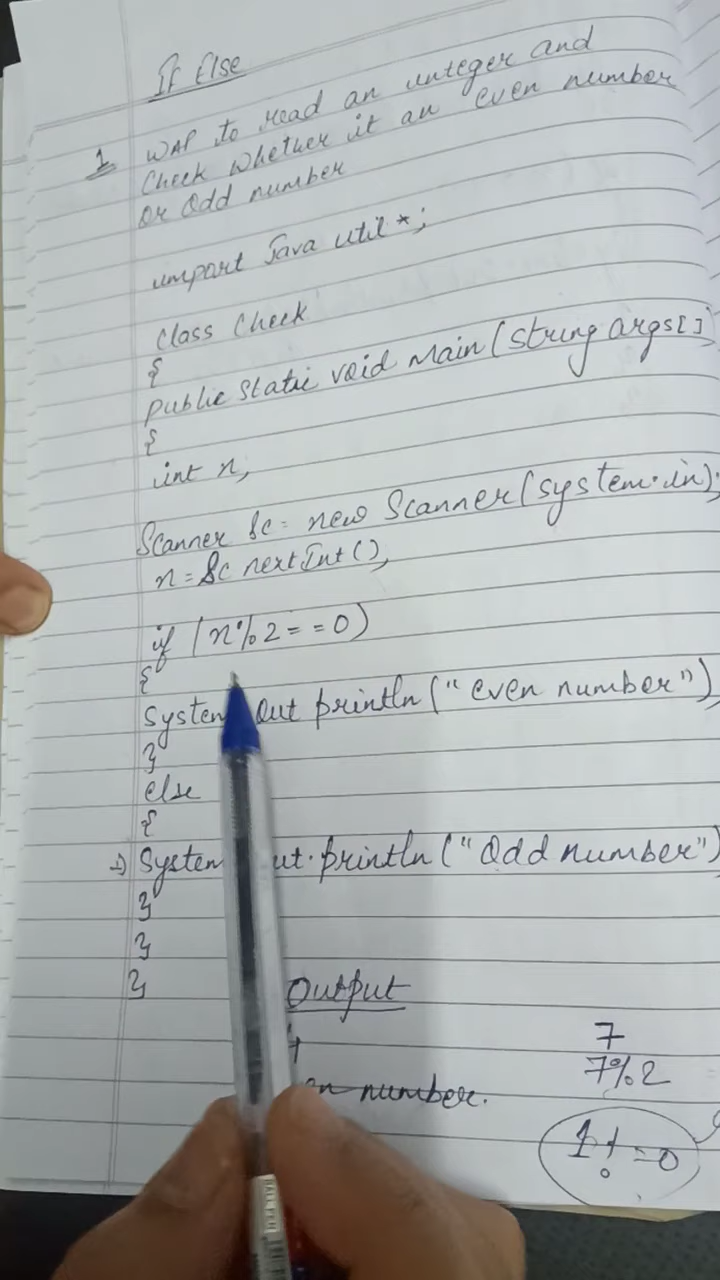 If Else
1 WAP to read an integer and
Check whether it an even number
or Odd number
import Java util *;
class Check
{
public static void main (string args[]
{
int n,
Scanner Sc = new Scanner (system.in);
n = Sc nextInt (),
if (n%2 = = 0)
{
System out println (" even number"),
}
else
{
System ut.println (" Odd number")
}
}
}
Output
7
7%2
number.
1 != 0